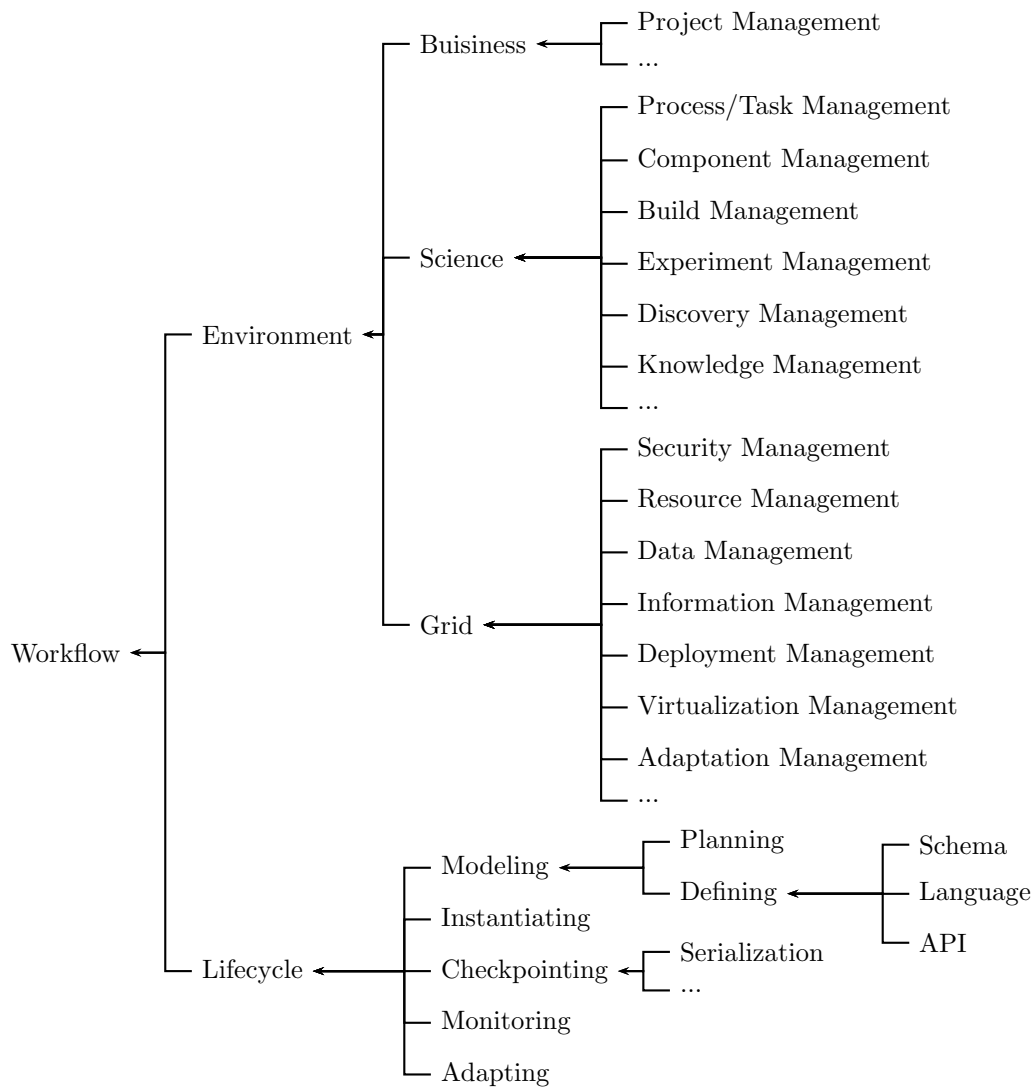 Project Management
Buisiness
...
Process/Task Management
Component Management
Build Management
Science
Experiment Management
Discovery Management
Environment
Knowledge Management
...
Security Management
Resource Management
Data Management
Information Management
Grid
Workflow
Deployment Management
Virtualization Management
Adaptation Management
...
Planning
Schema
Modeling
Defining
Language
Instantiating
API
Serialization
Lifecycle
Checkpointing
...
Monitoring
Adapting